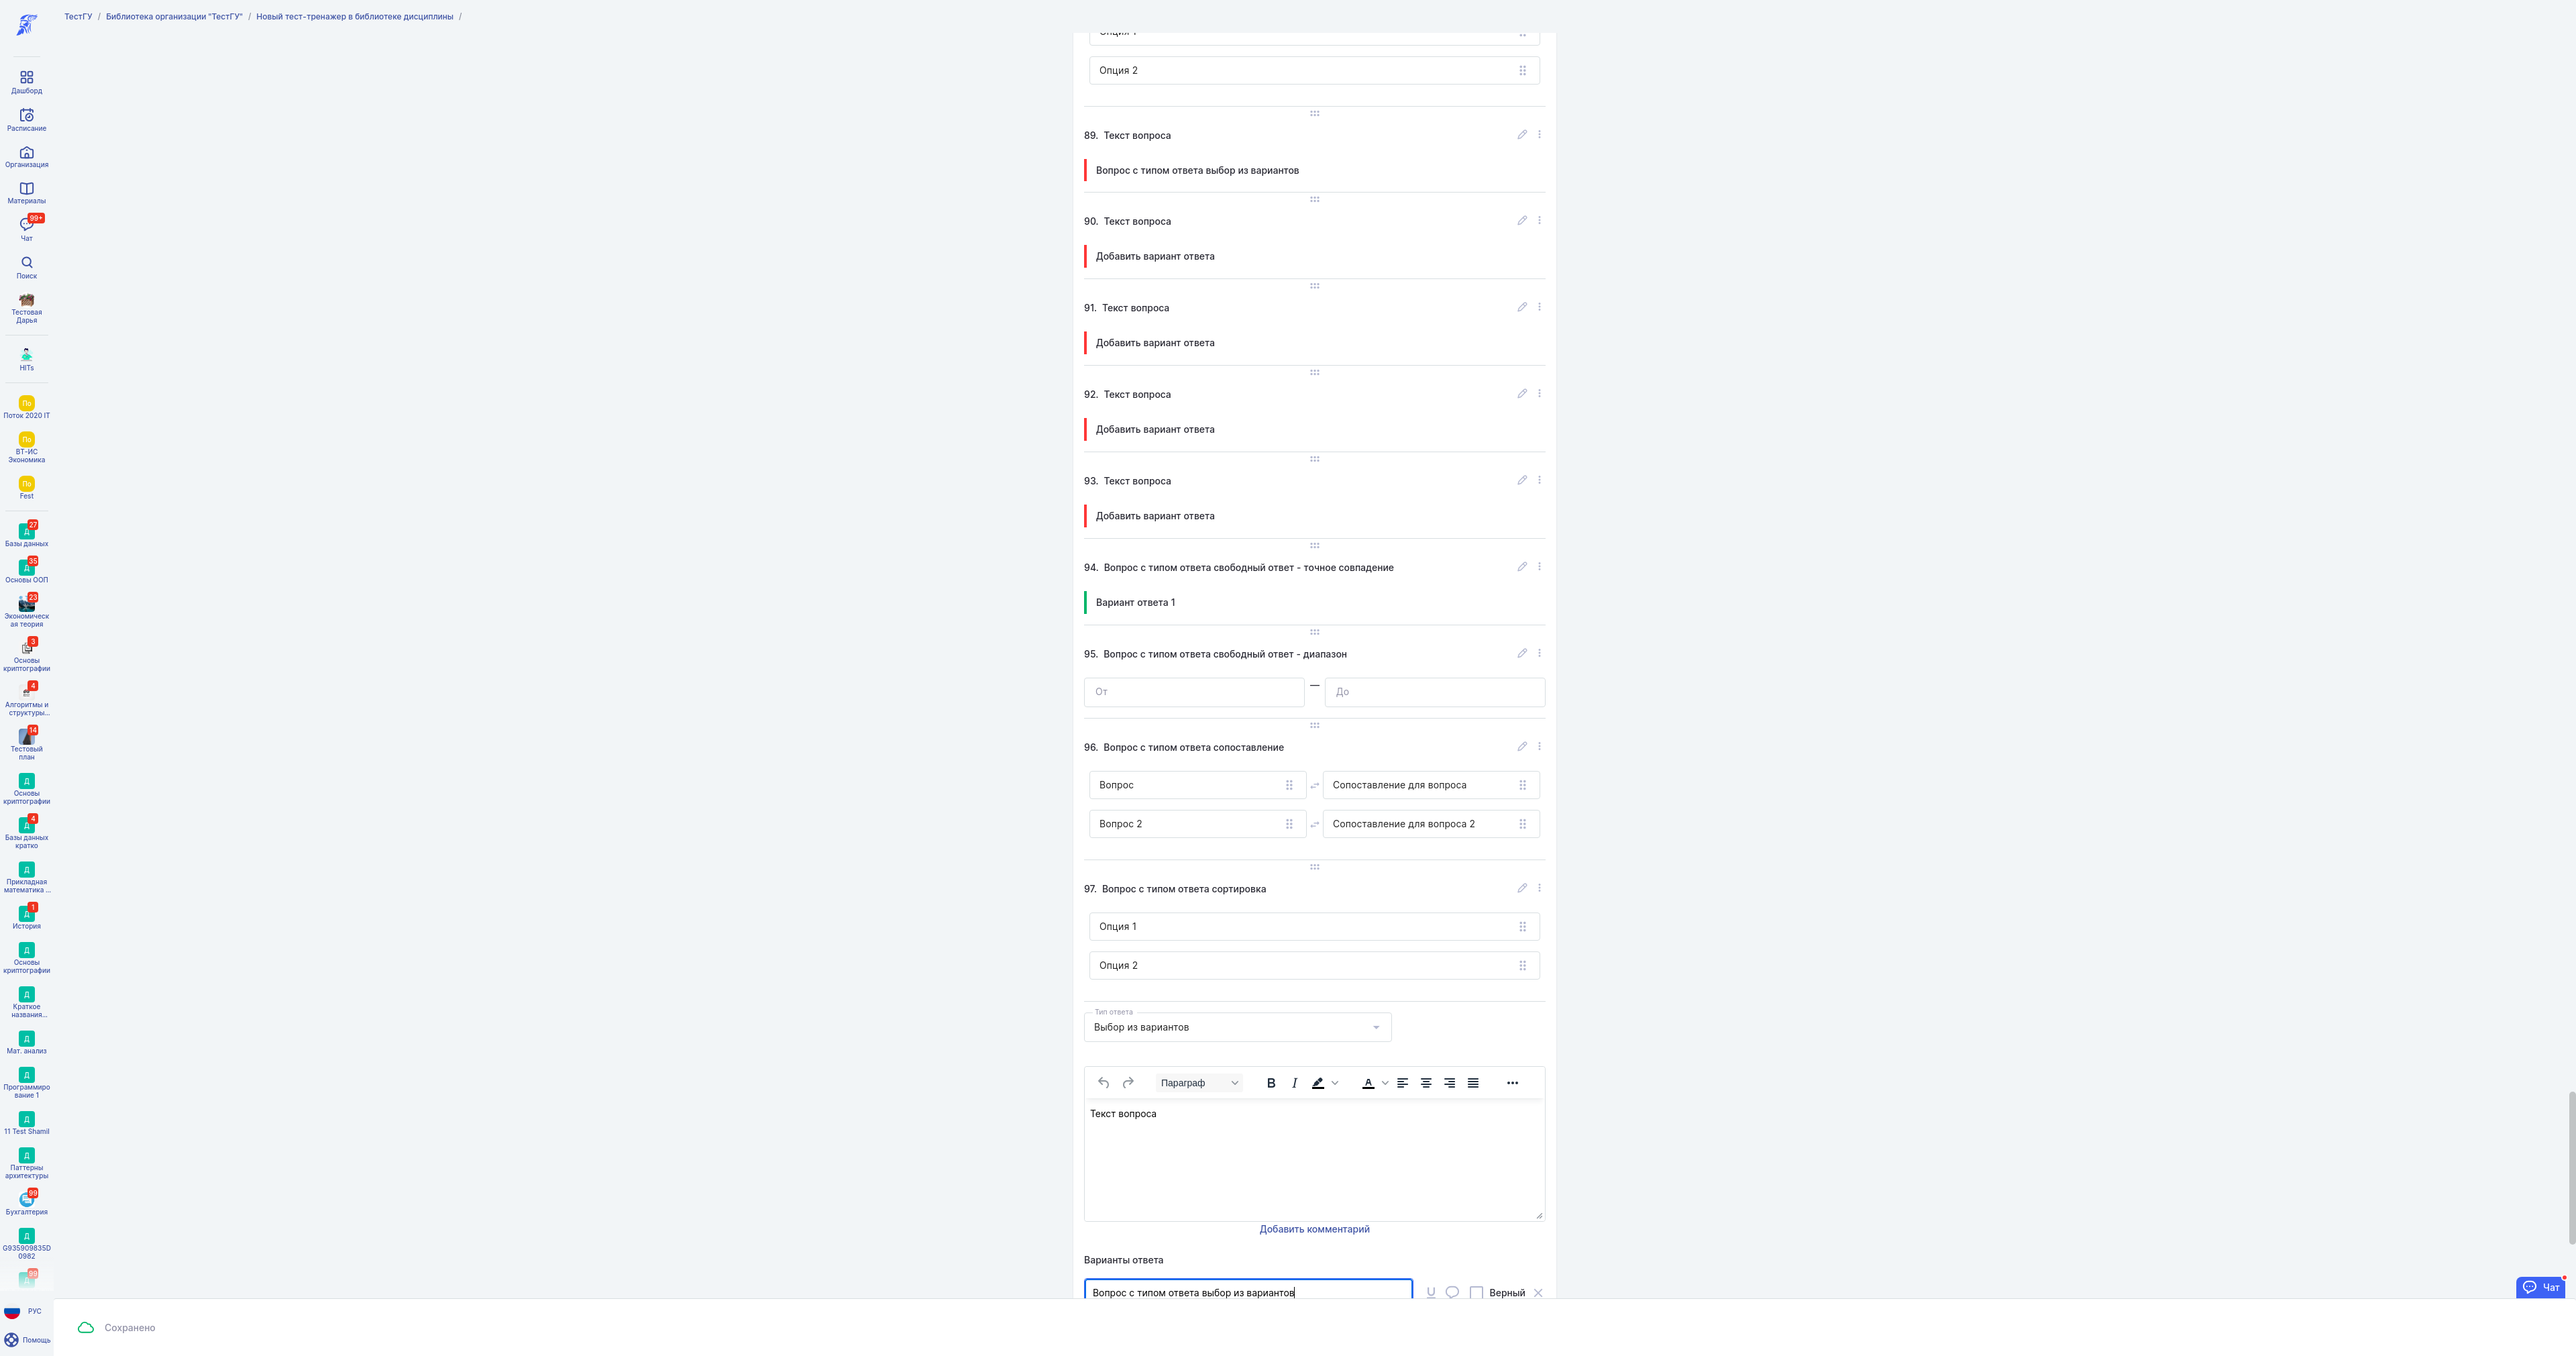 ТестГУ / Библиотека организации "ТестГУ" / Новый тест-тренажер в библиотеке дисциплины /
Дашборд
Расписание
Организация
Материалы
99+
Чат
Поиск
Тестовая
Дарья
HITs
По
Поток 2020 IT
По
ВТ-ИС
Экономика
По
Fest
27
Д
Базы данных
35
Д
Основы ООП
23
Экономическ
ая теория
3
Основы
криптографии
4
Алгоритмы и
структуры...
14
Тестовый
план
Д
Основы
криптографии
4
Д
Базы данных
кратко
Д
Прикладная
математика ...
1
Д
История
Д
Основы
криптографии
Д
Краткое
названия...
Д
Мат. анализ
Д
Программиро
вание 1
Д
11 Test Shamil
Д
Паттерны
архитектуры
99
Бухгалтерия
Д
G935909835D
0982
99
Д
РУС
Помощь
Опция 1
Опция 2
89. Текст вопроса
Вопрос с типом ответа выбор из вариантов
90. Текст вопроса
Добавить вариант ответа
91. Текст вопроса
Добавить вариант ответа
92. Текст вопроса
Добавить вариант ответа
93. Текст вопроса
Добавить вариант ответа
94. Вопрос с типом ответа свободный ответ - точное совпадение
Вариант ответа 1
95. Вопрос с типом ответа свободный ответ - диапазон
От — До
96. Вопрос с типом ответа сопоставление
Вопрос Сопоставление для вопроса
Вопрос 2 Сопоставление для вопроса 2
97. Вопрос с типом ответа сортировка
Опция 1
Опция 2
Тип ответа
Выбор из вариантов
Параграф B I A
Текст вопроса
Добавить комментарий
Варианты ответа
Вопрос с типом ответа выбор из вариантов U Верный
Чат
Сохранено